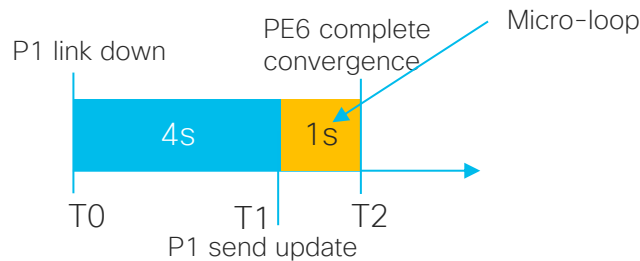 Micro-loop
PE6 complete
convergence
P1 link down
4s
1s
T0
T1
T2
P1 send update